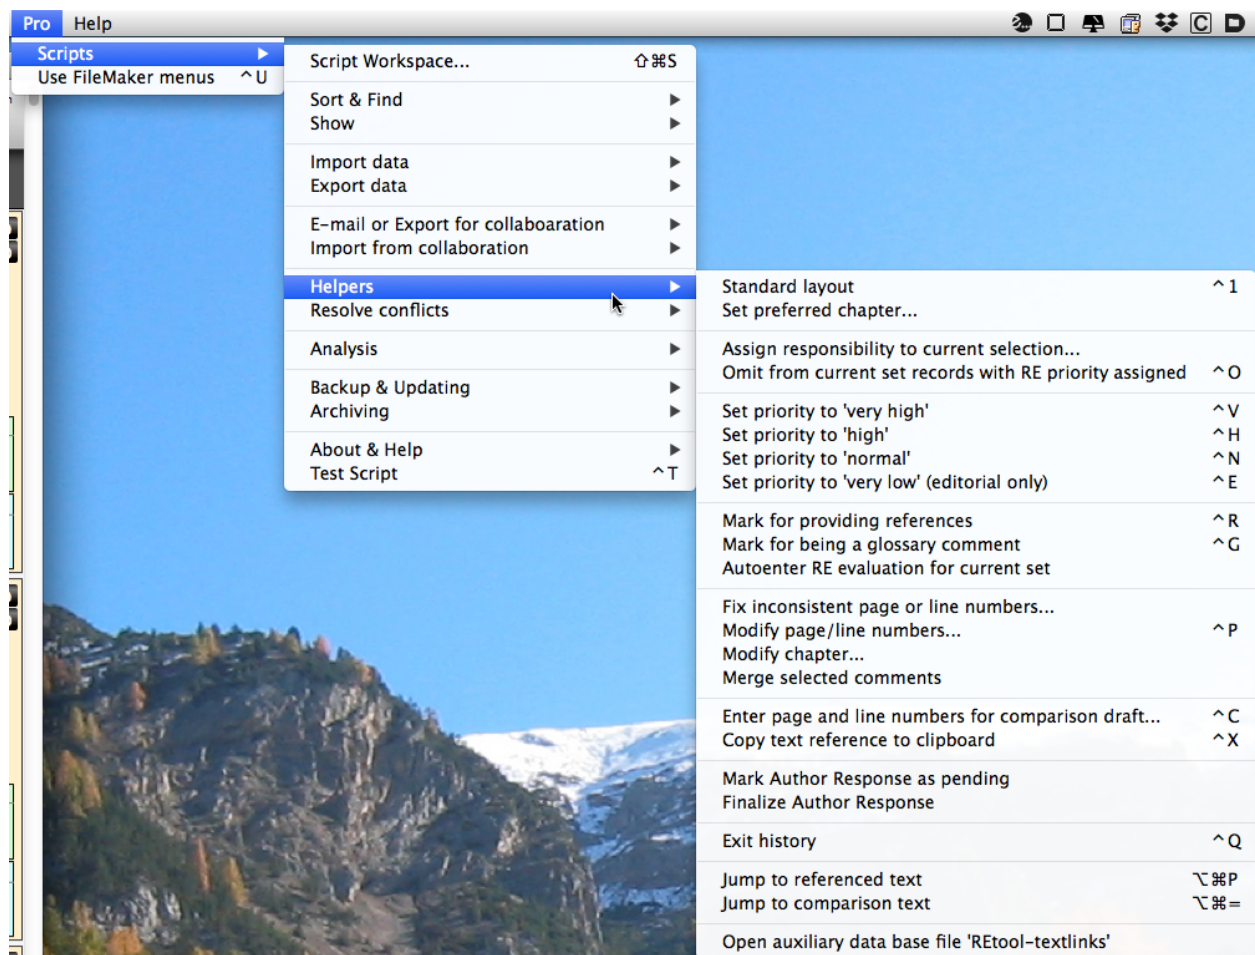 Pro Help
Scripts
Use FileMaker menus ^U
Script Workspace... ⇧⌘S
Sort & Find
Show
Import data
Export data
E-mail or Export for collaboaration
Import from collaboration
Helpers
Resolve conflicts
Analysis
Backup & Updating
Archiving
About & Help
Test Script ^T
Standard layout ^1
Set preferred chapter...
Assign responsibility to current selection...
Omit from current set records with RE priority assigned ^O
Set priority to 'very high' ^V
Set priority to 'high' ^H
Set priority to 'normal' ^N
Set priority to 'very low' (editorial only) ^E
Mark for providing references ^R
Mark for being a glossary comment ^G
Autoenter RE evaluation for current set
Fix inconsistent page or line numbers...
Modify page/line numbers... ^P
Modify chapter...
Merge selected comments
Enter page and line numbers for comparison draft... ^C
Copy text reference to clipboard ^X
Mark Author Response as pending
Finalize Author Response
Exit history ^Q
Jump to referenced text ⌥⌘P
Jump to comparison text ⌥⌘=
Open auxiliary data base file 'REtool-textlinks'